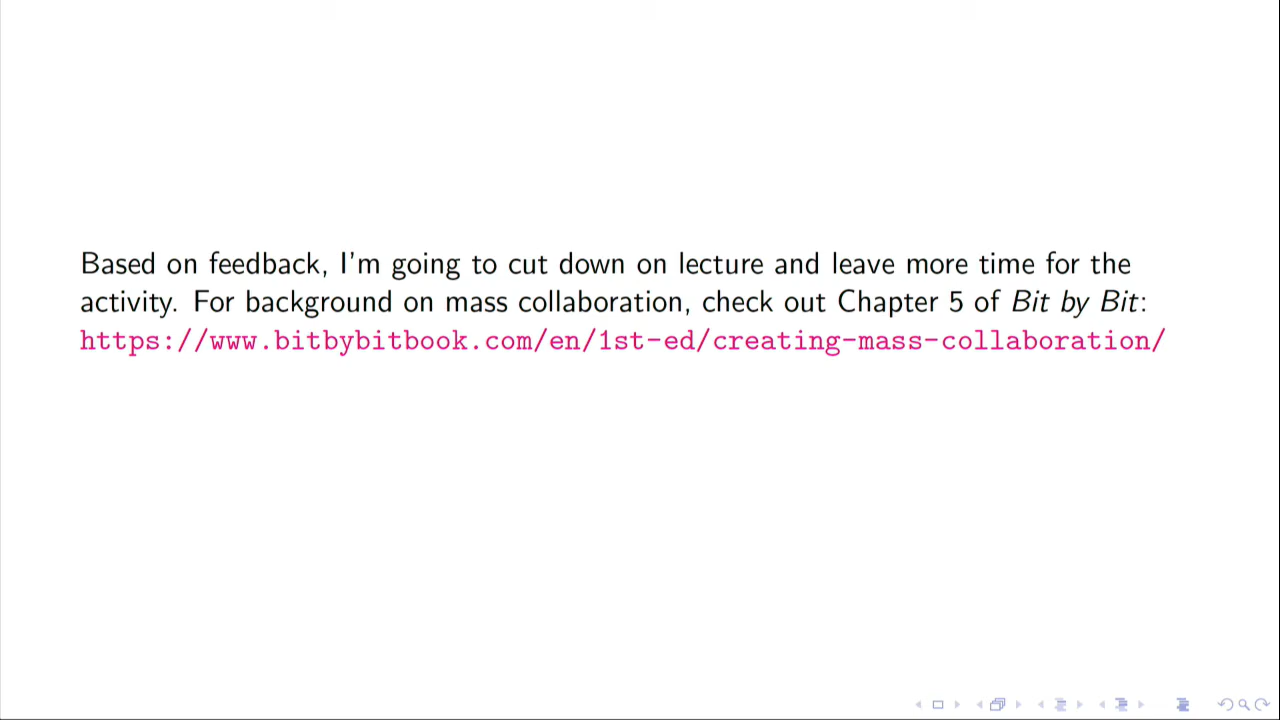 Based on feedback, I'm going to cut down on lecture and leave more time for the
activity. For background on mass collaboration, check out Chapter 5 of Bit by Bit:
https://www.bitbybitbook.com/en/1st-ed/creating-mass-collaboration/